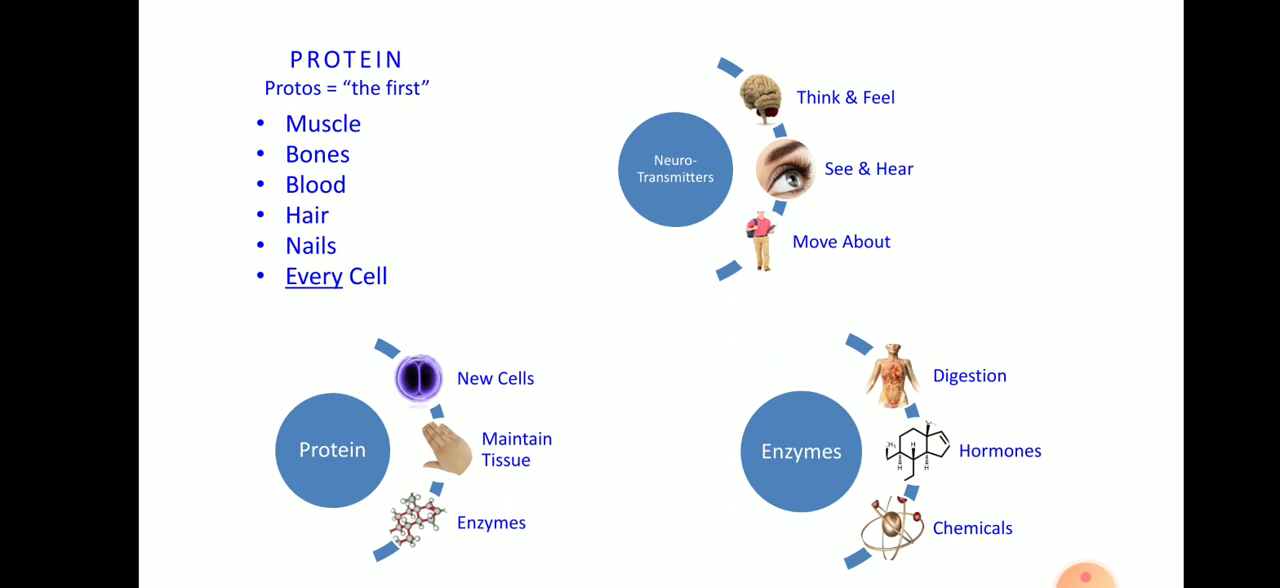 PROTEIN
Protos = “the first”
• Muscle
• Bones
• Blood
• Hair
• Nails
• Every Cell
Neuro-
Transmitters
Think & Feel
See & Hear
Move About
Protein
New Cells
Maintain
Tissue
Enzymes
Enzymes
Digestion
Hormones
Chemicals